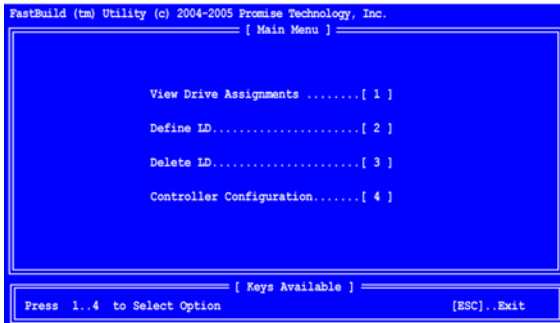 FastBuild (tm) Utility (c) 2004-2005 Promise Technology, Inc.
[ Main Menu ]
View Drive Assignments ........[ 1 ]
Define LD......................[ 2 ]
Delete LD......................[ 3 ]
Controller Configuration.......[ 4 ]
[ Keys Available ]
Press 1..4 to Select Option [ESC]..Exit